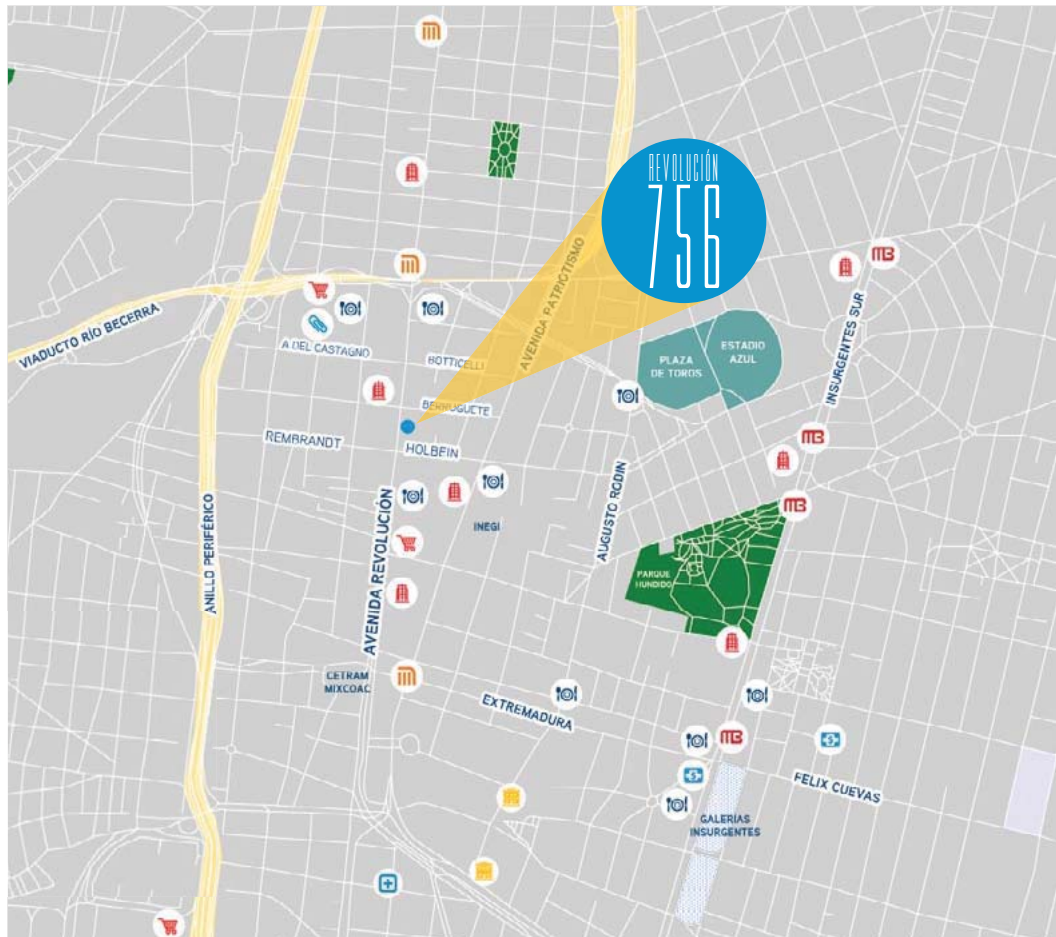 REVOLUCIÓN
756
AVENIDA PATRIOTISMO
INSURGENTES SUR
VIADUCTO RÍO BECERRA
A DEL CASTAGNO
BOTTICELLI
PLAZA
DE TOROS
ESTADIO
AZUL
BERRUGUETE
REMBRANDT
HOLBEIN
AVENIDA REVOLUCIÓN
INEGI
AUGUSTO RODIN
ANILLO PERIFÉRICO
PARQUE
HUNDIDO
CETRAM
MIXCOAC
EXTREMADURA
FELIX CUEVAS
GALERÍAS
INSURGENTES